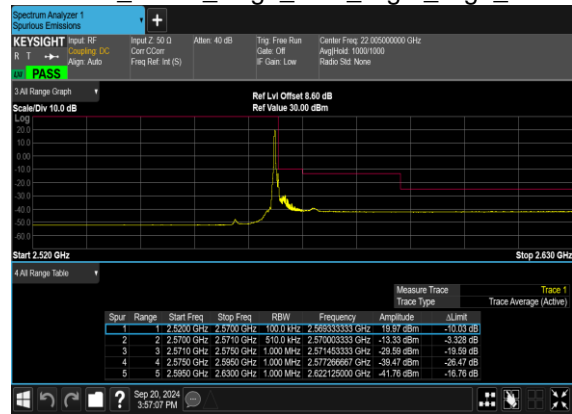 Spectrum Analyzer 1
Spurious Emissions
KEYSIGHT Input: RF Input Z: 50 Ω Atten: 40 dB Trig: Free Run Center Freq: 22.005000000 GHz
R T Coupling: DC Corr CCorr Gate: Off Avg|Hold: 1000/1000
Align: Auto Freq Ref: Int (S) IF Gain: Low Radio Std: None
PASS
3 All Range Graph
Ref Lvl Offset 8.60 dB
Scale/Div 10.0 dB Ref Value 30.00 dBm
Log
20.0
10.0
0.00
-10.0
-20.0
-30.0
-40.0
-50.0
-60.0
Start 2.520 GHz Stop 2.630 GHz
4 All Range Table
Measure Trace Trace 1
Trace Type Trace Average (Active)
Spur Range Start Freq Stop Freq RBW Frequency Amplitude ΔLimit
1 1 2.5200 GHz 2.5700 GHz 100.0 kHz 2.569333333 GHz 19.97 dBm -10.03 dB
2 2 2.5700 GHz 2.5710 GHz 510.0 kHz 2.570003333 GHz -13.33 dBm -3.328 dB
3 3 2.5710 GHz 2.5750 GHz 1.000 MHz 2.571453333 GHz -29.59 dBm -19.59 dB
4 4 2.5750 GHz 2.5950 GHz 1.000 MHz 2.577266667 GHz -39.47 dBm -26.47 dB
5 5 2.5950 GHz 2.6300 GHz 1.000 MHz 2.622125000 GHz -41.76 dBm -16.76 dB
Sep 20, 2024
3:57:07 PM